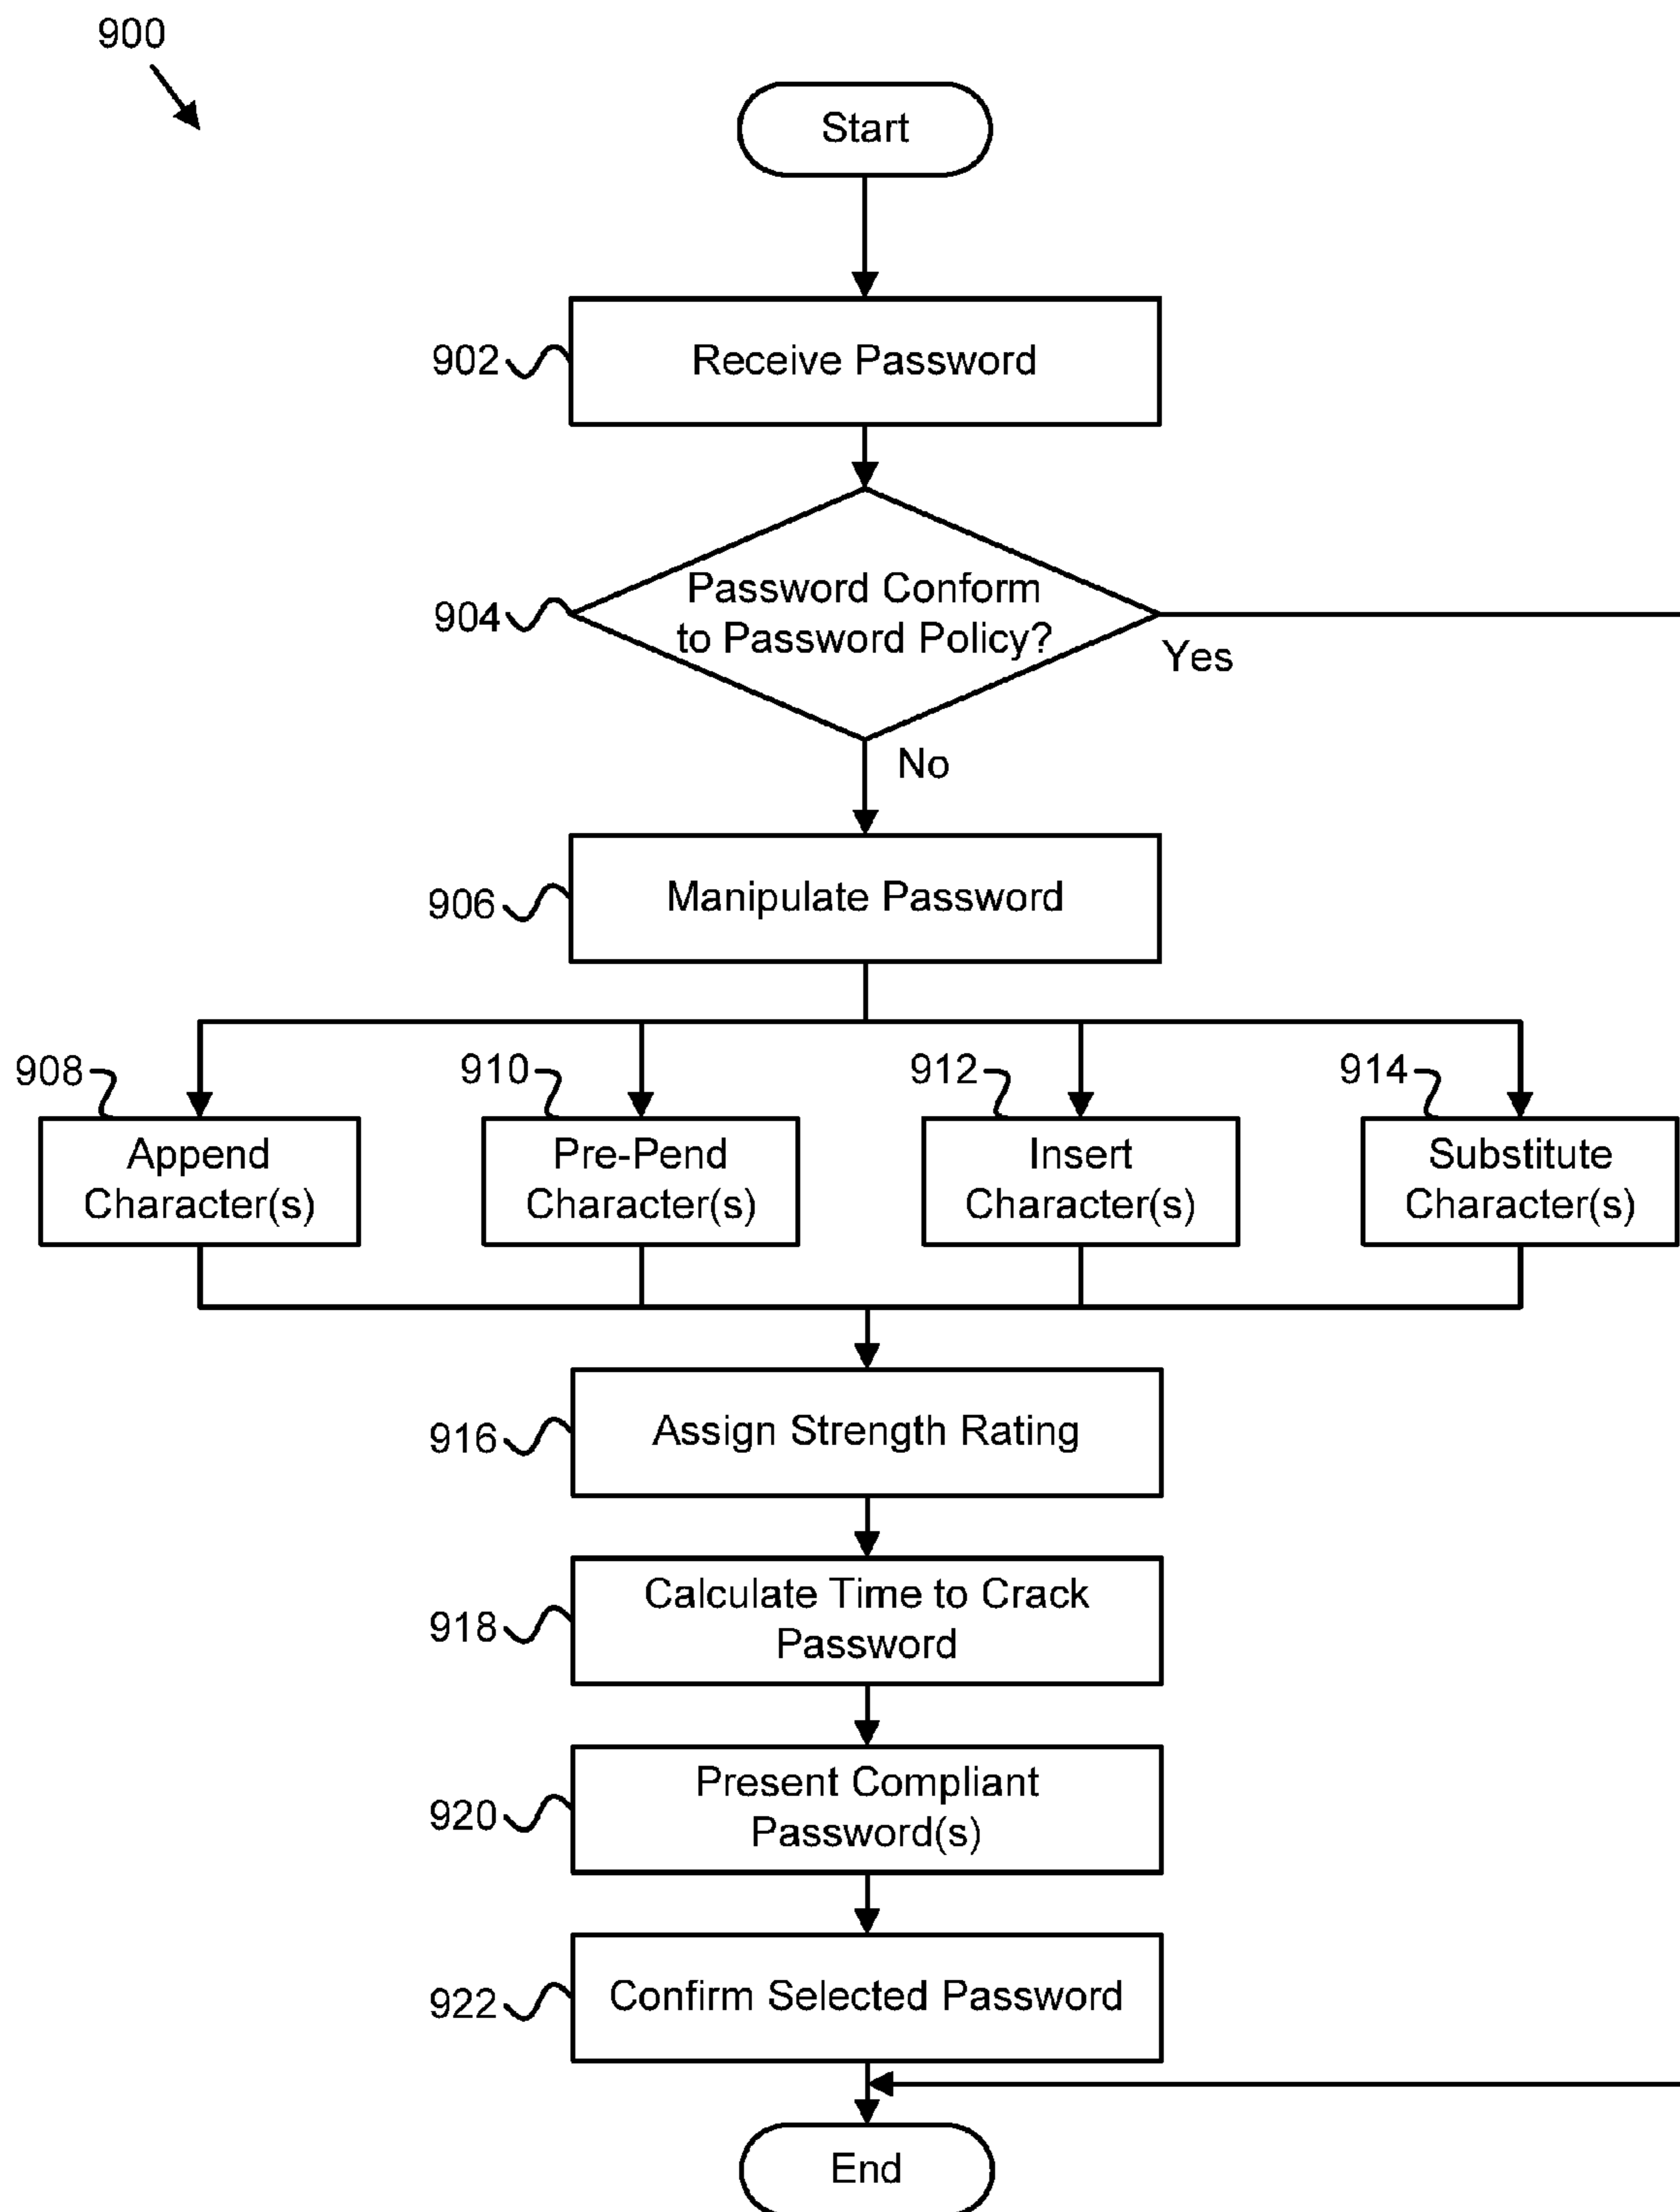 900
Start
902
Receive Password
904
Password Conform
to Password Policy?
Yes
No
906
Manipulate Password
908
Append
Character(s)
910
Pre-Pend
Character(s)
912
Insert
Character(s)
914
Substitute
Character(s)
916
Assign Strength Rating
918
Calculate Time to Crack
Password
920
Present Compliant
Password(s)
922
Confirm Selected Password
End